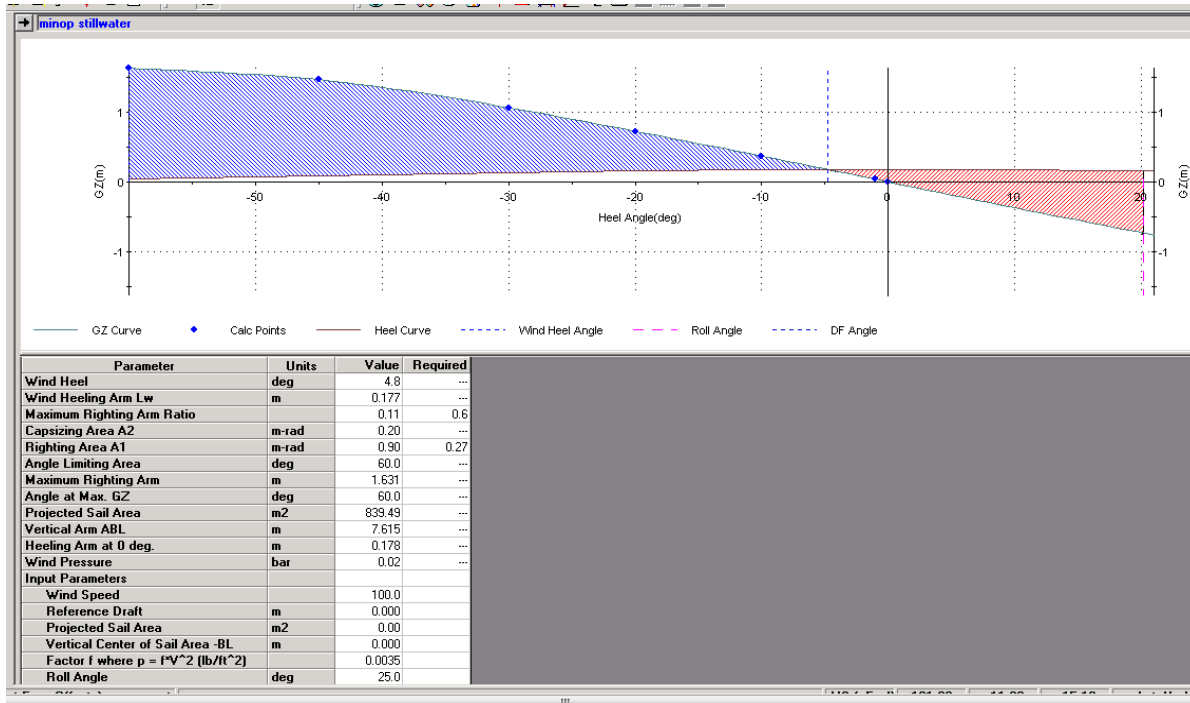 minop stillwater
1
0
-1
GZ(m)
-50
-40
-30
-20
-10
0
10
20
1
0
-1
GZ(m)
Heel Angle(deg)
GZ Curve Calc Points Heel Curve Wind Heel Angle Roll Angle DF Angle
Parameter Units Value Required
Wind Heel deg 4.8 ---
Wind Heeling Arm Lw m 0.177 ---
Maximum Righting Arm Ratio 0.11 0.6
Capsizing Area A2 m-rad 0.20 ---
Righting Area A1 m-rad 0.90 0.27
Angle Limiting Area deg 60.0 ---
Maximum Righting Arm m 1.631 ---
Angle at Max. GZ deg 60.0 ---
Projected Sail Area m2 839.49 ---
Vertical Arm ABL m 7.615 ---
Heeling Arm at 0 deg. m 0.178 ---
Wind Pressure bar 0.02 ---
Input Parameters
Wind Speed 100.0
Reference Draft m 0.000
Projected Sail Area m2 0.00
Vertical Center of Sail Area -BL m 0.000
Factor f where p = f*V^2 (lb/ft^2) 0.0035
Roll Angle deg 25.0